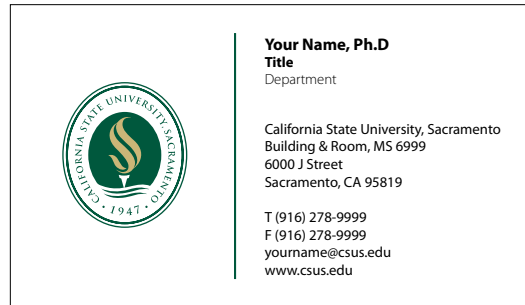 CALIFORNIA STATE UNIVERSITY, SACRAMENTO
• 1947 •
Your Name, Ph.D
Title
Department
California State University, Sacramento
Building & Room, MS 6999
6000 J Street
Sacramento, CA 95819
T (916) 278-9999
F (916) 278-9999
yourname@csus.edu
www.csus.edu